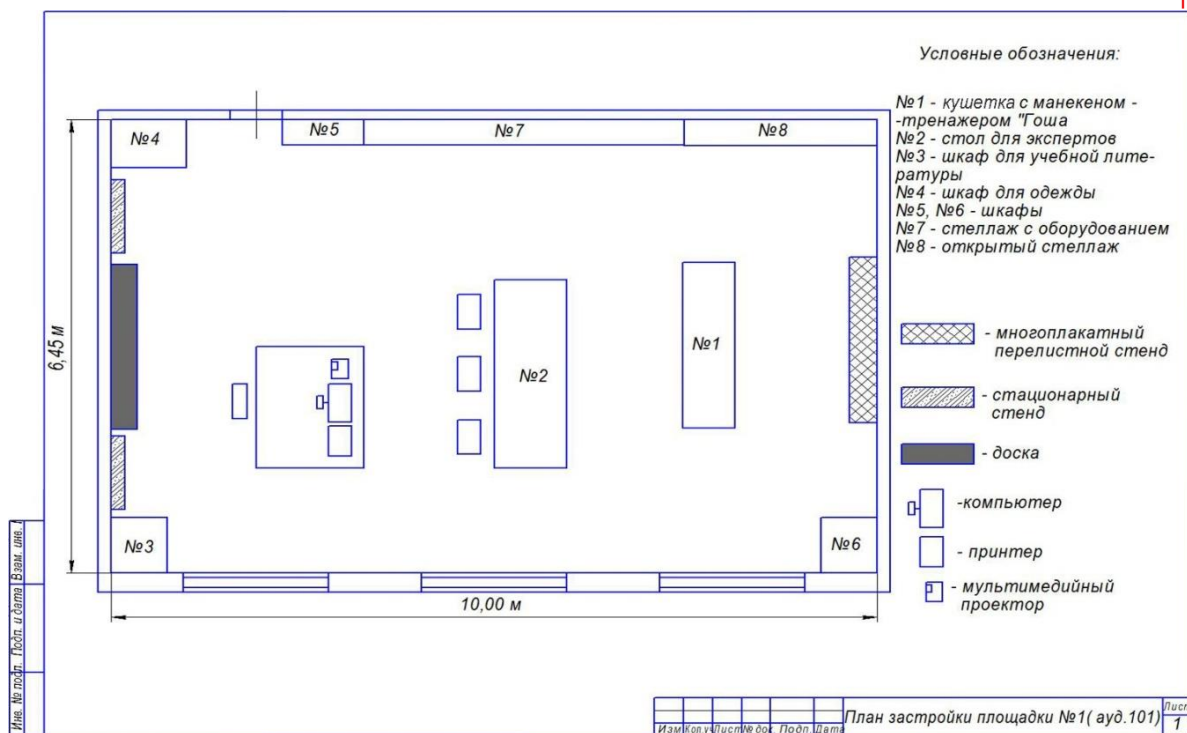 Условные обозначения:
№1 - кушетка с манекеном -
-тренажером "Гоша
№2 - стол для экспертов
№3 - шкаф для учебной лите-
ратуры
№4 - шкаф для одежды
№5, №6 - шкафы
№7 - стеллаж с оборудованием
№8 - открытый стеллаж
- многоплакатный
перелистной стенд
- стационарный
стенд
- доска
-компьютер
- принтер
- мультимедийный
проектор
№4
№5
№7
№8
6,45 м
№2
№1
№3
№6
10,00 м
Взам. инв.
Подп. и дата
Инв. № подл.
План застройки площадки №1( ауд.101)
Лист
1
Изм Кол.уч Лист № док Подп. Дата